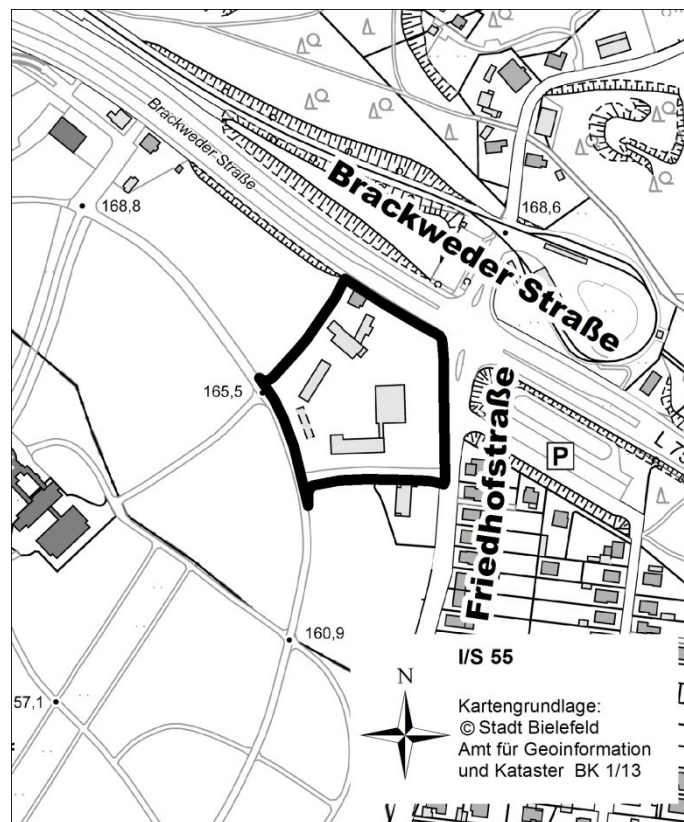 Brackweder Straße
168,8
Brackweder Straße
168,6
165,5
Friedhofstraße
P
160,9
57,1
I/S 55
N
Kartengrundlage:
© Stadt Bielefeld
Amt für Geoinformation
und Kataster BK 1/13